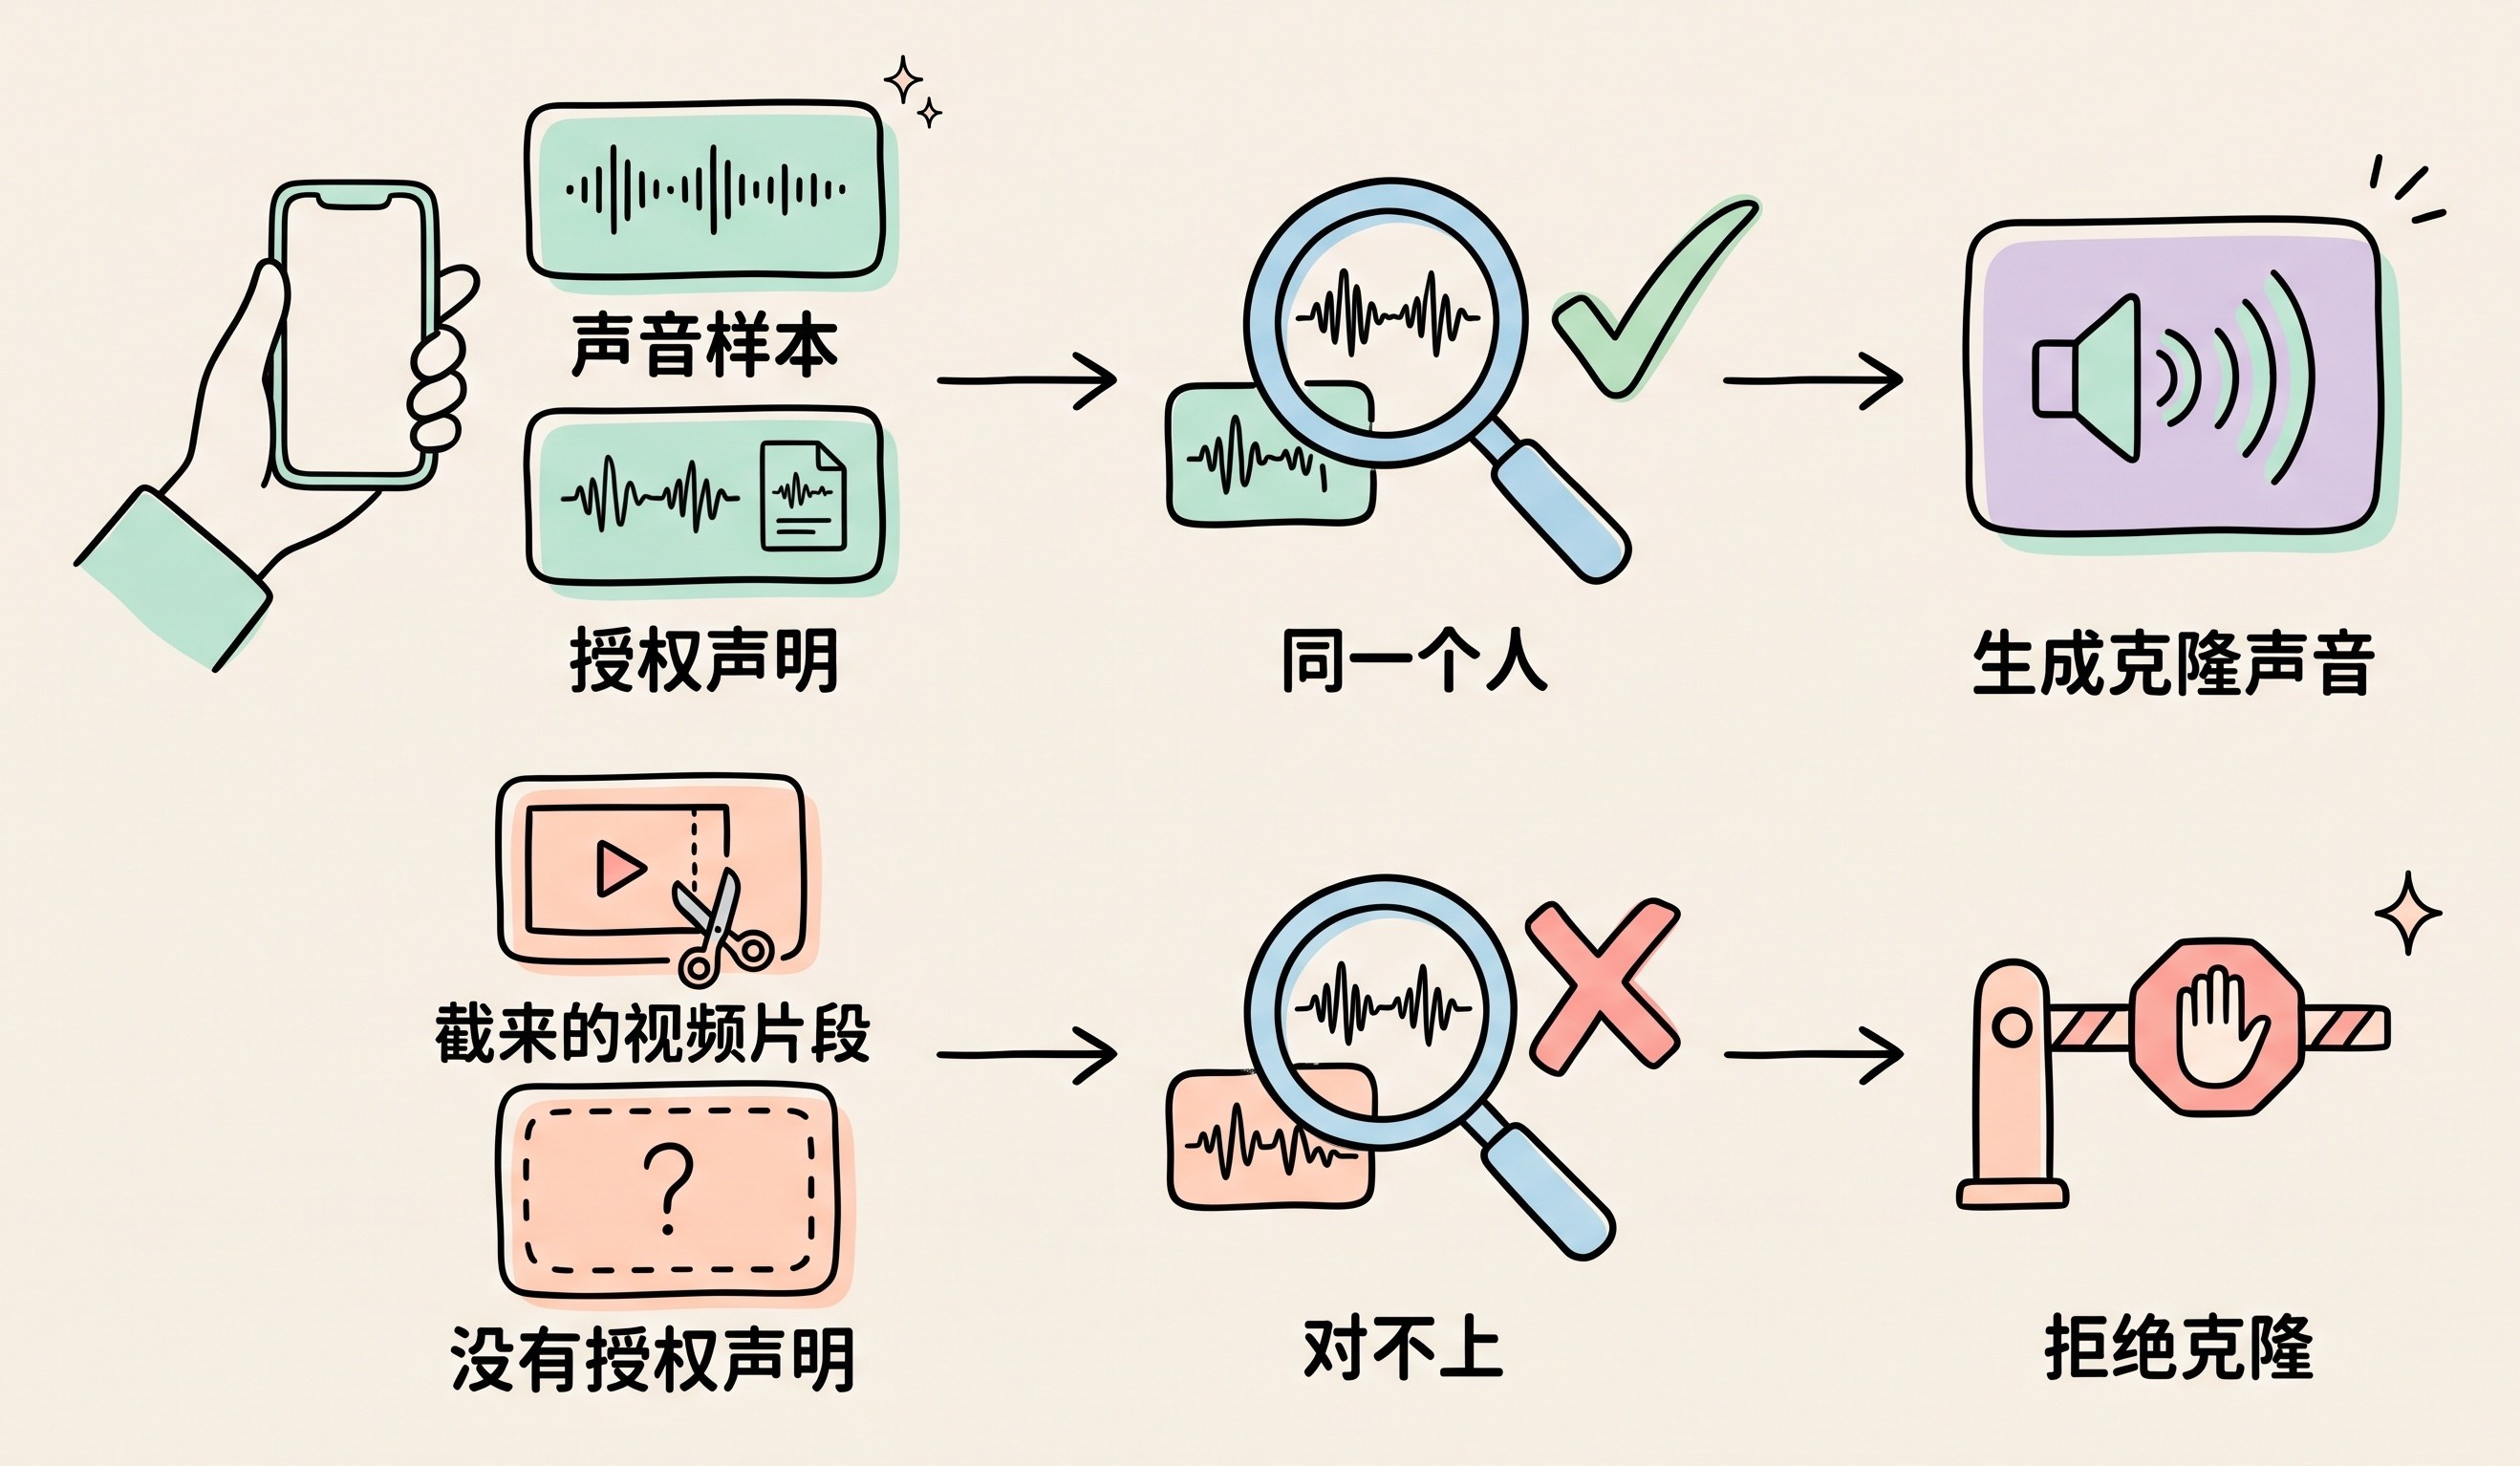 声音样本
授权声明
同一个人
生成克隆声音
截来的视频片段
没有授权声明
对不上
拒绝克隆